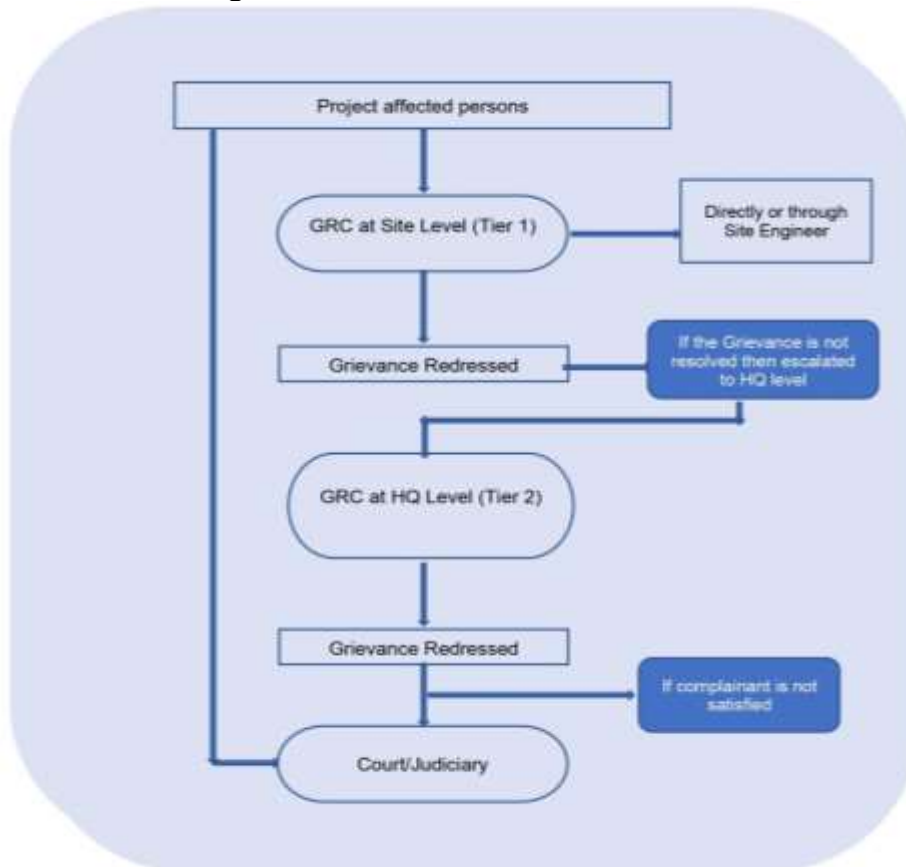 Project affected persons
GRC at Site Level (Tier 1)
Directly or through
Site Engineer
Grievance Redressed
If the Grievance is not
resolved then escalated
to HQ level
GRC at HQ Level (Tier 2)
Grievance Redressed
If complainant is not
satisfied
Court/Judiciary